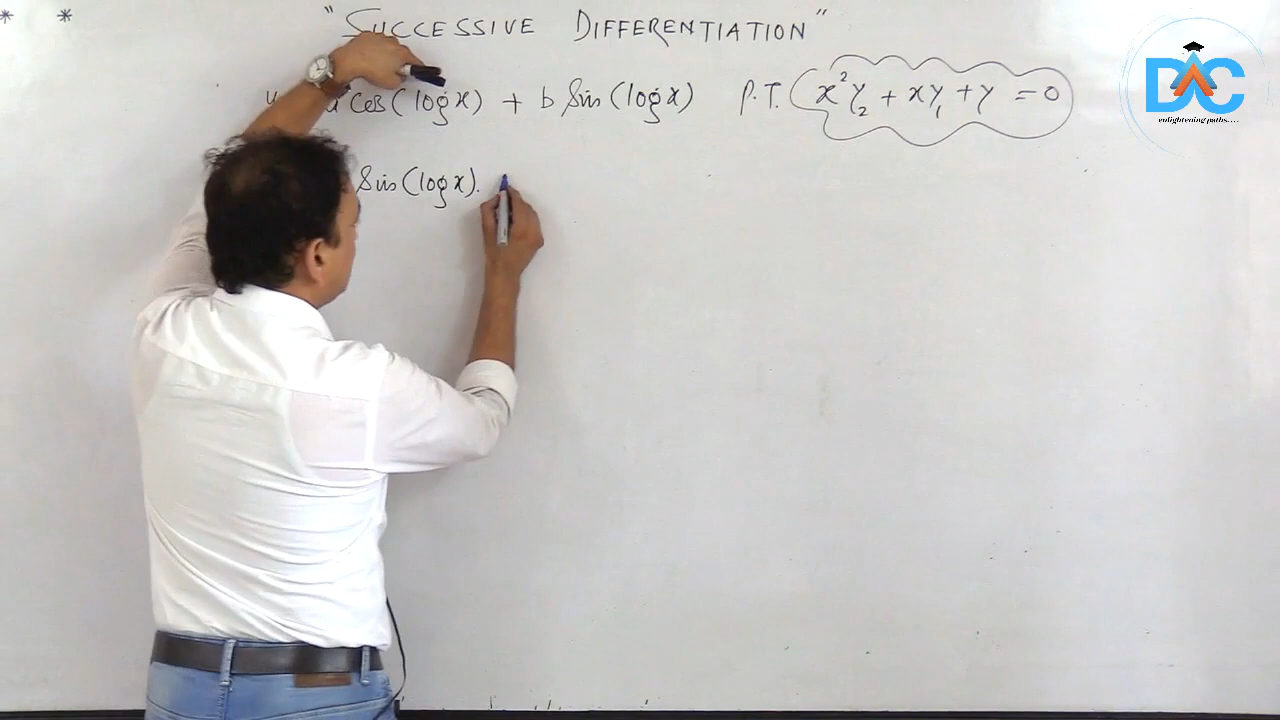 * * "SUCCESSIVE DIFFERENTIATION"
a Cos(log x) + b Sin(log x) P.T. x²y₂ + xy₁ + y = 0
Sin(log x).
DAC
enlightening paths....